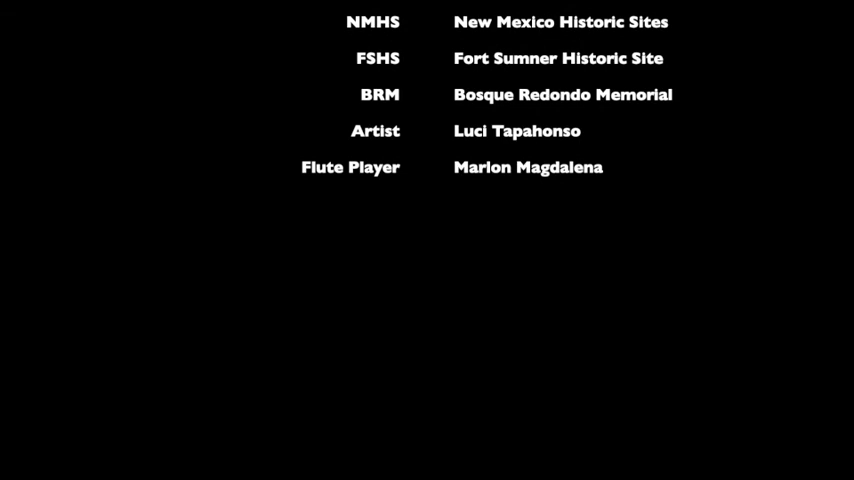 NMHS New Mexico Historic Sites
FSHS Fort Sumner Historic Site
BRM Bosque Redondo Memorial
Artist Luci Tapahonso
Flute Player Marlon Magdalena